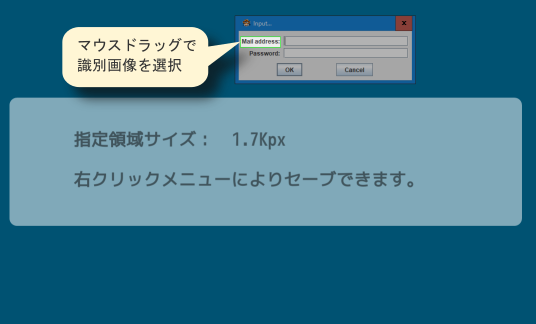 Input...
x
マウスドラッグで
識別画像を選択
Mail address:
Password:
OK
Cancel
指定領域サイズ： 1.7Kpx
右クリックメニューによりセーブできます。